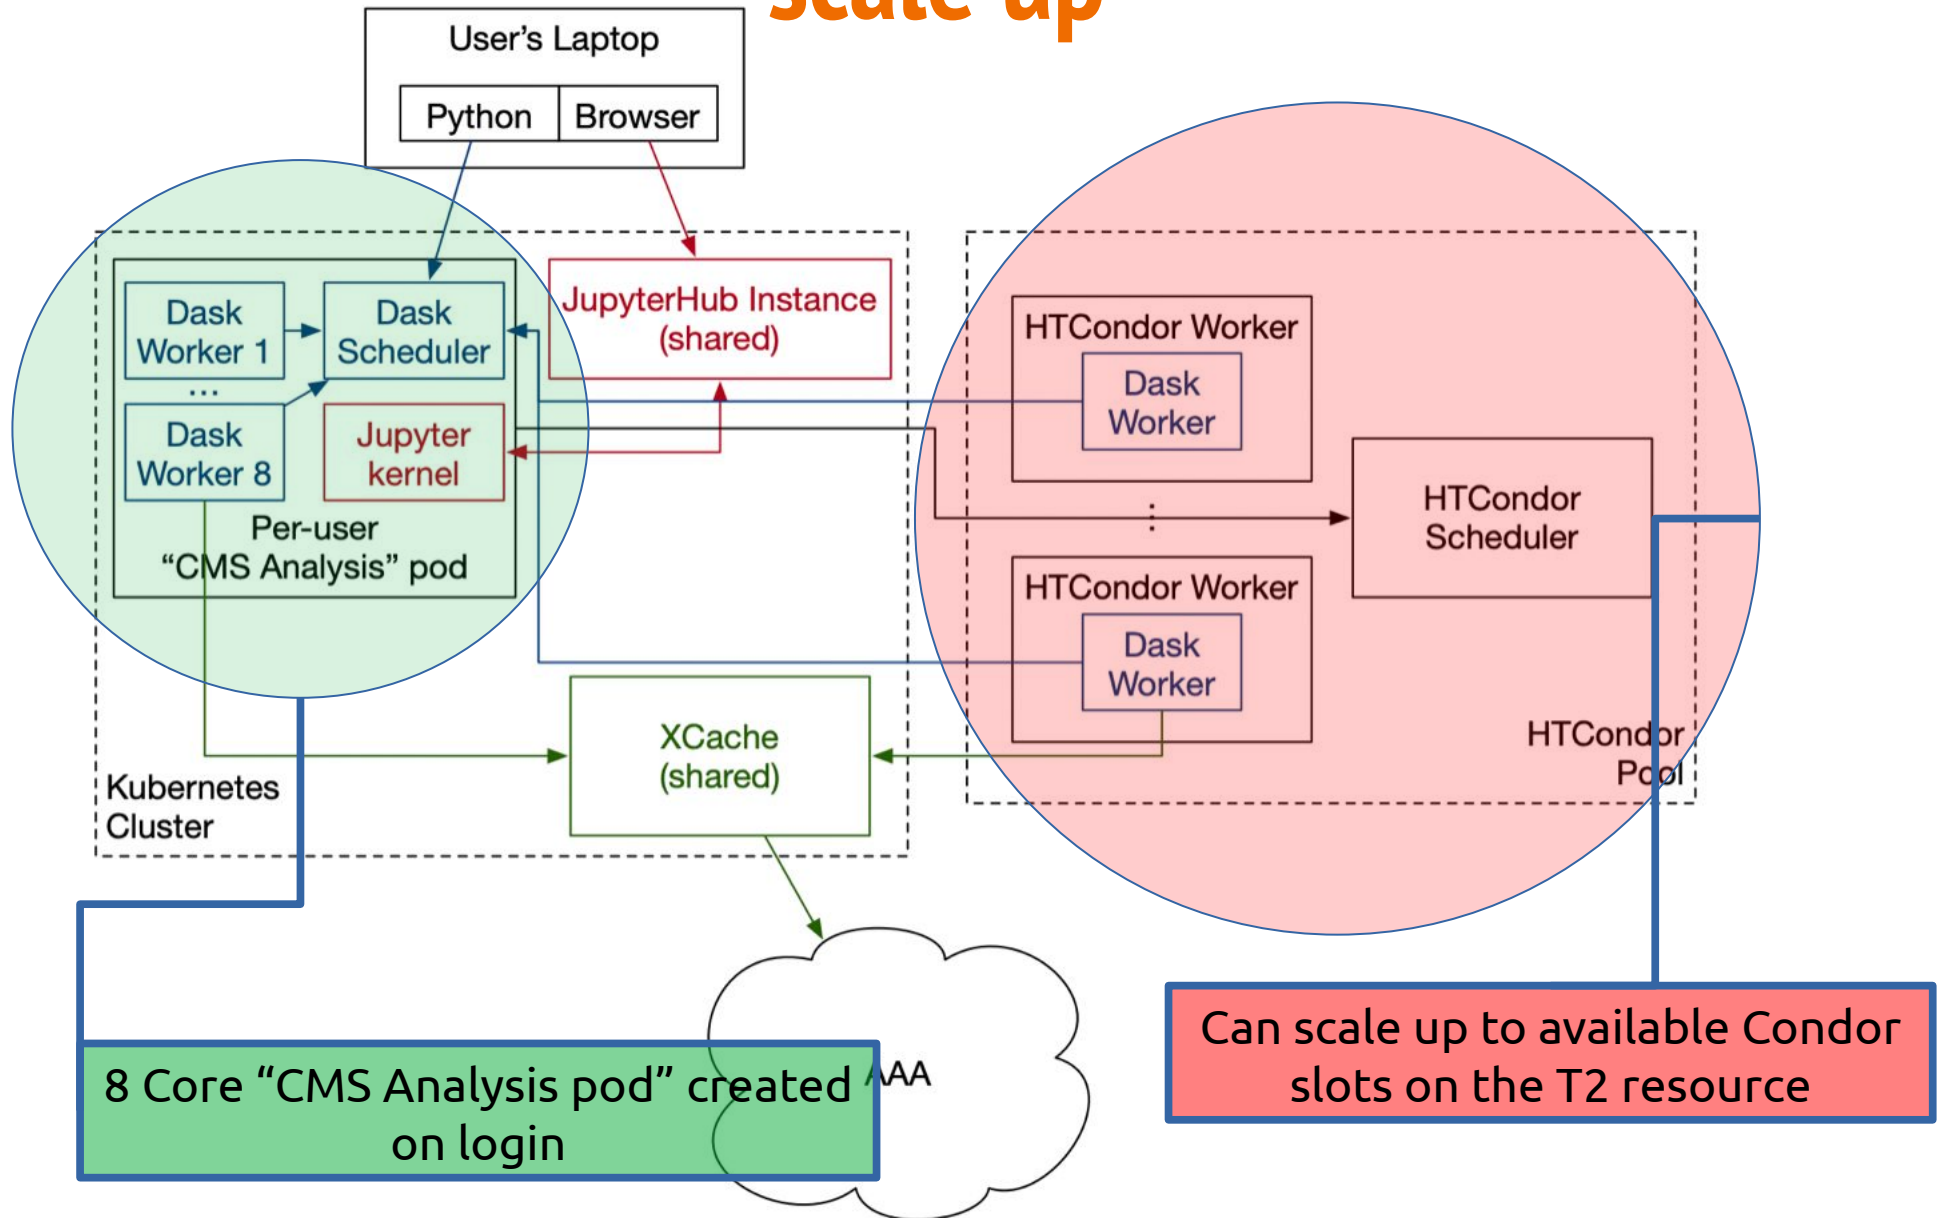 scale-up
User's Laptop
Python
Browser
Dask
Worker 1
...
Dask
Worker 8
Dask
Scheduler
Jupyter
kernel
Per-user
“CMS Analysis” pod
JupyterHub Instance
(shared)
HTCondor Worker
Dask
Worker
⋮
HTCondor Worker
Dask
Worker
HTCondor
Scheduler
HTCondor
Pool
XCache
(shared)
Kubernetes
Cluster
AAA
8 Core “CMS Analysis pod” created
on login
Can scale up to available Condor
slots on the T2 resource